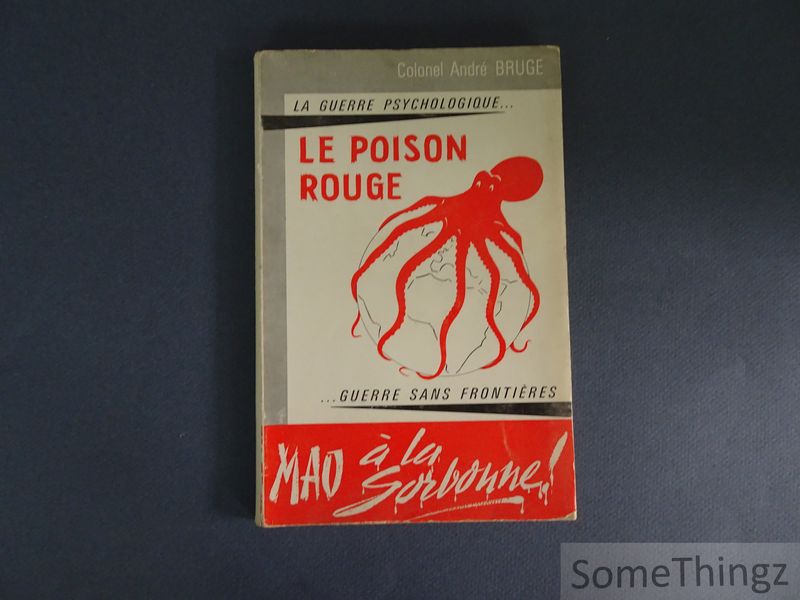 Colonel André BRUGE
LA GUERRE PSYCHOLOGIQUE...
LE POISON
ROUGE
...GUERRE SANS FRONTIÈRES
MAO à la
Sorbonne!
SomeThingz